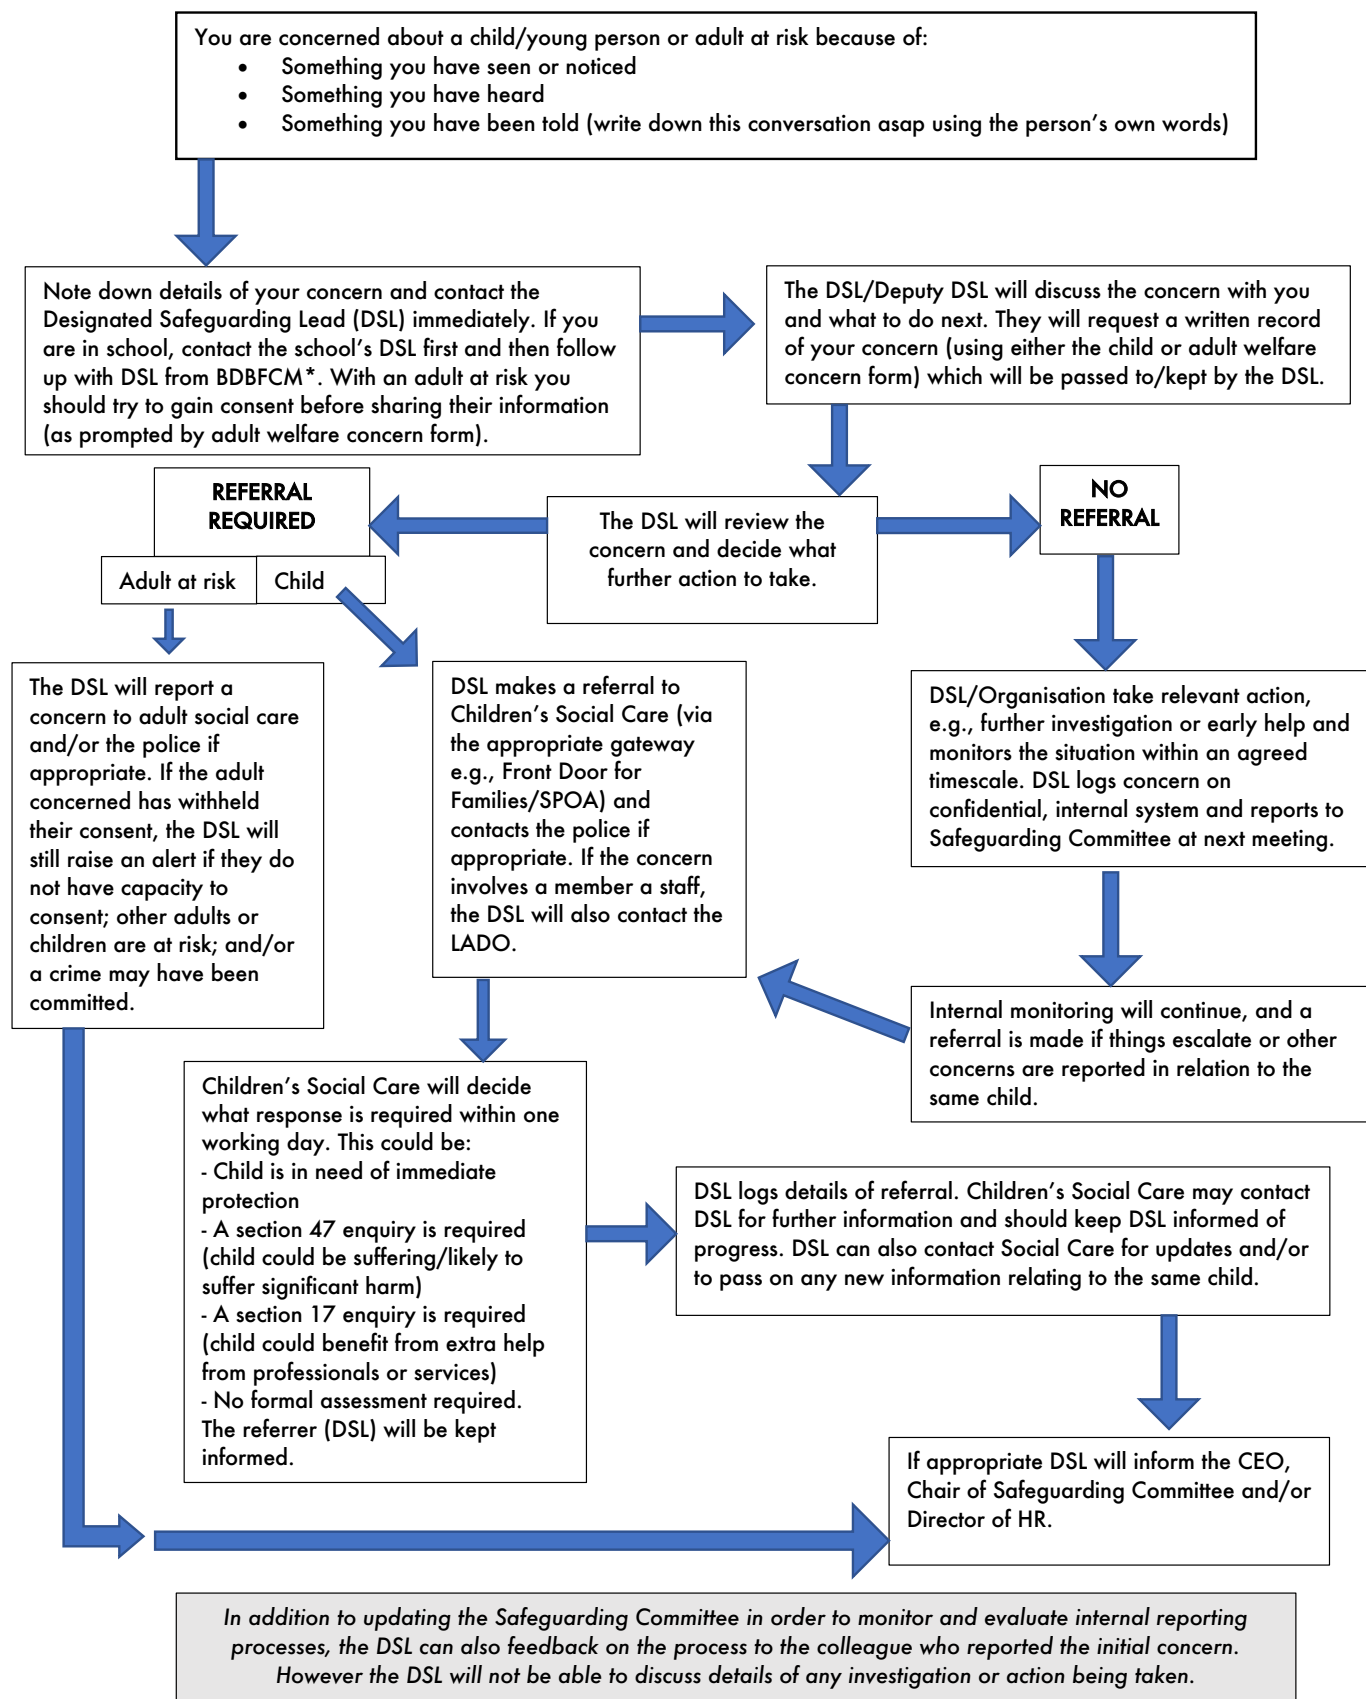 You are concerned about a child/young person or adult at risk because of:
• Something you have seen or noticed
• Something you have heard
• Something you have been told (write down this conversation asap using the person's own words)
Note down details of your concern and contact the
Designated Safeguarding Lead (DSL) immediately. If you
are in school, contact the school's DSL first and then follow
up with DSL from BDBFCM*. With an adult at risk you
should try to gain consent before sharing their information
(as prompted by adult welfare concern form).
The DSL/Deputy DSL will discuss the concern with you
and what to do next. They will request a written record
of your concern (using either the child or adult welfare
concern form) which will be passed to/kept by the DSL.
REFERRAL
REQUIRED
Adult at risk
Child
The DSL will review the
concern and decide what
further action to take.
NO
REFERRAL
The DSL will report a
concern to adult social care
and/or the police if
appropriate. If the adult
concerned has withheld
their consent, the DSL will
still raise an alert if they do
not have capacity to
consent; other adults or
children are at risk; and/or
a crime may have been
committed.
DSL makes a referral to
Children's Social Care (via
the appropriate gateway
e.g., Front Door for
Families/SPOA) and
contacts the police if
appropriate. If the concern
involves a member a staff,
the DSL will also contact the
LADO.
DSL/Organisation take relevant action,
e.g., further investigation or early help and
monitors the situation within an agreed
timescale. DSL logs concern on
confidential, internal system and reports to
Safeguarding Committee at next meeting.
Internal monitoring will continue, and a
referral is made if things escalate or other
concerns are reported in relation to the
same child.
Children's Social Care will decide
what response is required within one
working day. This could be:
- Child is in need of immediate
protection
- A section 47 enquiry is required
(child could be suffering/likely to
suffer significant harm)
- A section 17 enquiry is required
(child could benefit from extra help
from professionals or services)
- No formal assessment required.
The referrer (DSL) will be kept
informed.
DSL logs details of referral. Children's Social Care may contact
DSL for further information and should keep DSL informed of
progress. DSL can also contact Social Care for updates and/or
to pass on any new information relating to the same child.
If appropriate DSL will inform the CEO,
Chair of Safeguarding Committee and/or
Director of HR.
In addition to updating the Safeguarding Committee in order to monitor and evaluate internal reporting
processes, the DSL can also feedback on the process to the colleague who reported the initial concern.
However the DSL will not be able to discuss details of any investigation or action being taken.